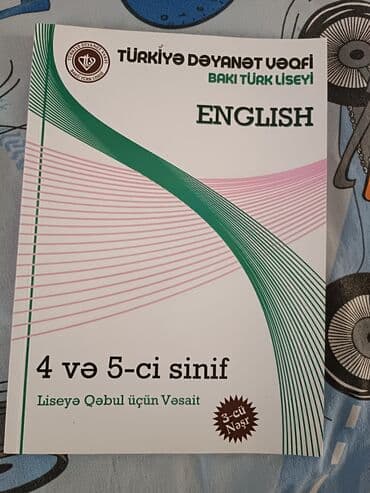 TÜRKİYƏ DƏYANƏT VƏQFİ
BAKI TÜRK LİSEYİ
ENGLISH
4 və 5-ci sinif
Liseyə Qəbul üçün Vəsait
3-cü
Nəşr